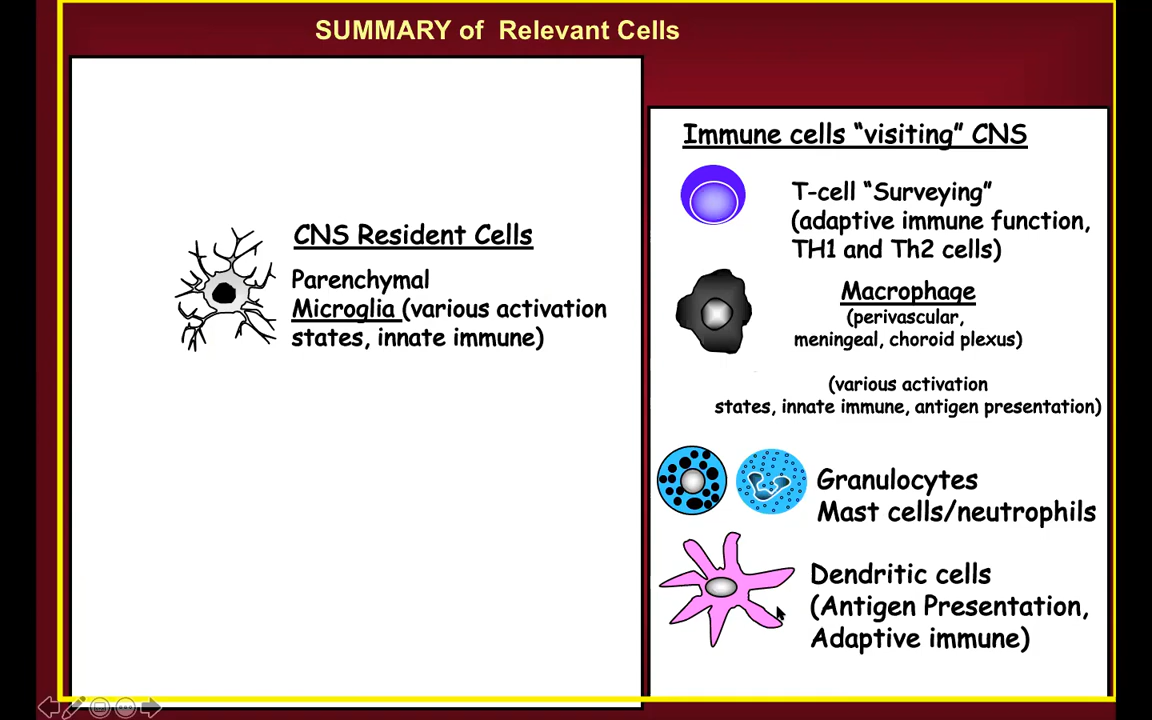 SUMMARY of Relevant Cells
CNS Resident Cells
Parenchymal
Microglia (various activation
states, innate immune)
Immune cells “visiting” CNS
T-cell “Surveying”
(adaptive immune function,
TH1 and Th2 cells)
Macrophage
(perivascular,
meningeal, choroid plexus)
(various activation
states, innate immune, antigen presentation)
Granulocytes
Mast cells/neutrophils
Dendritic cells
(Antigen Presentation,
Adaptive immune)